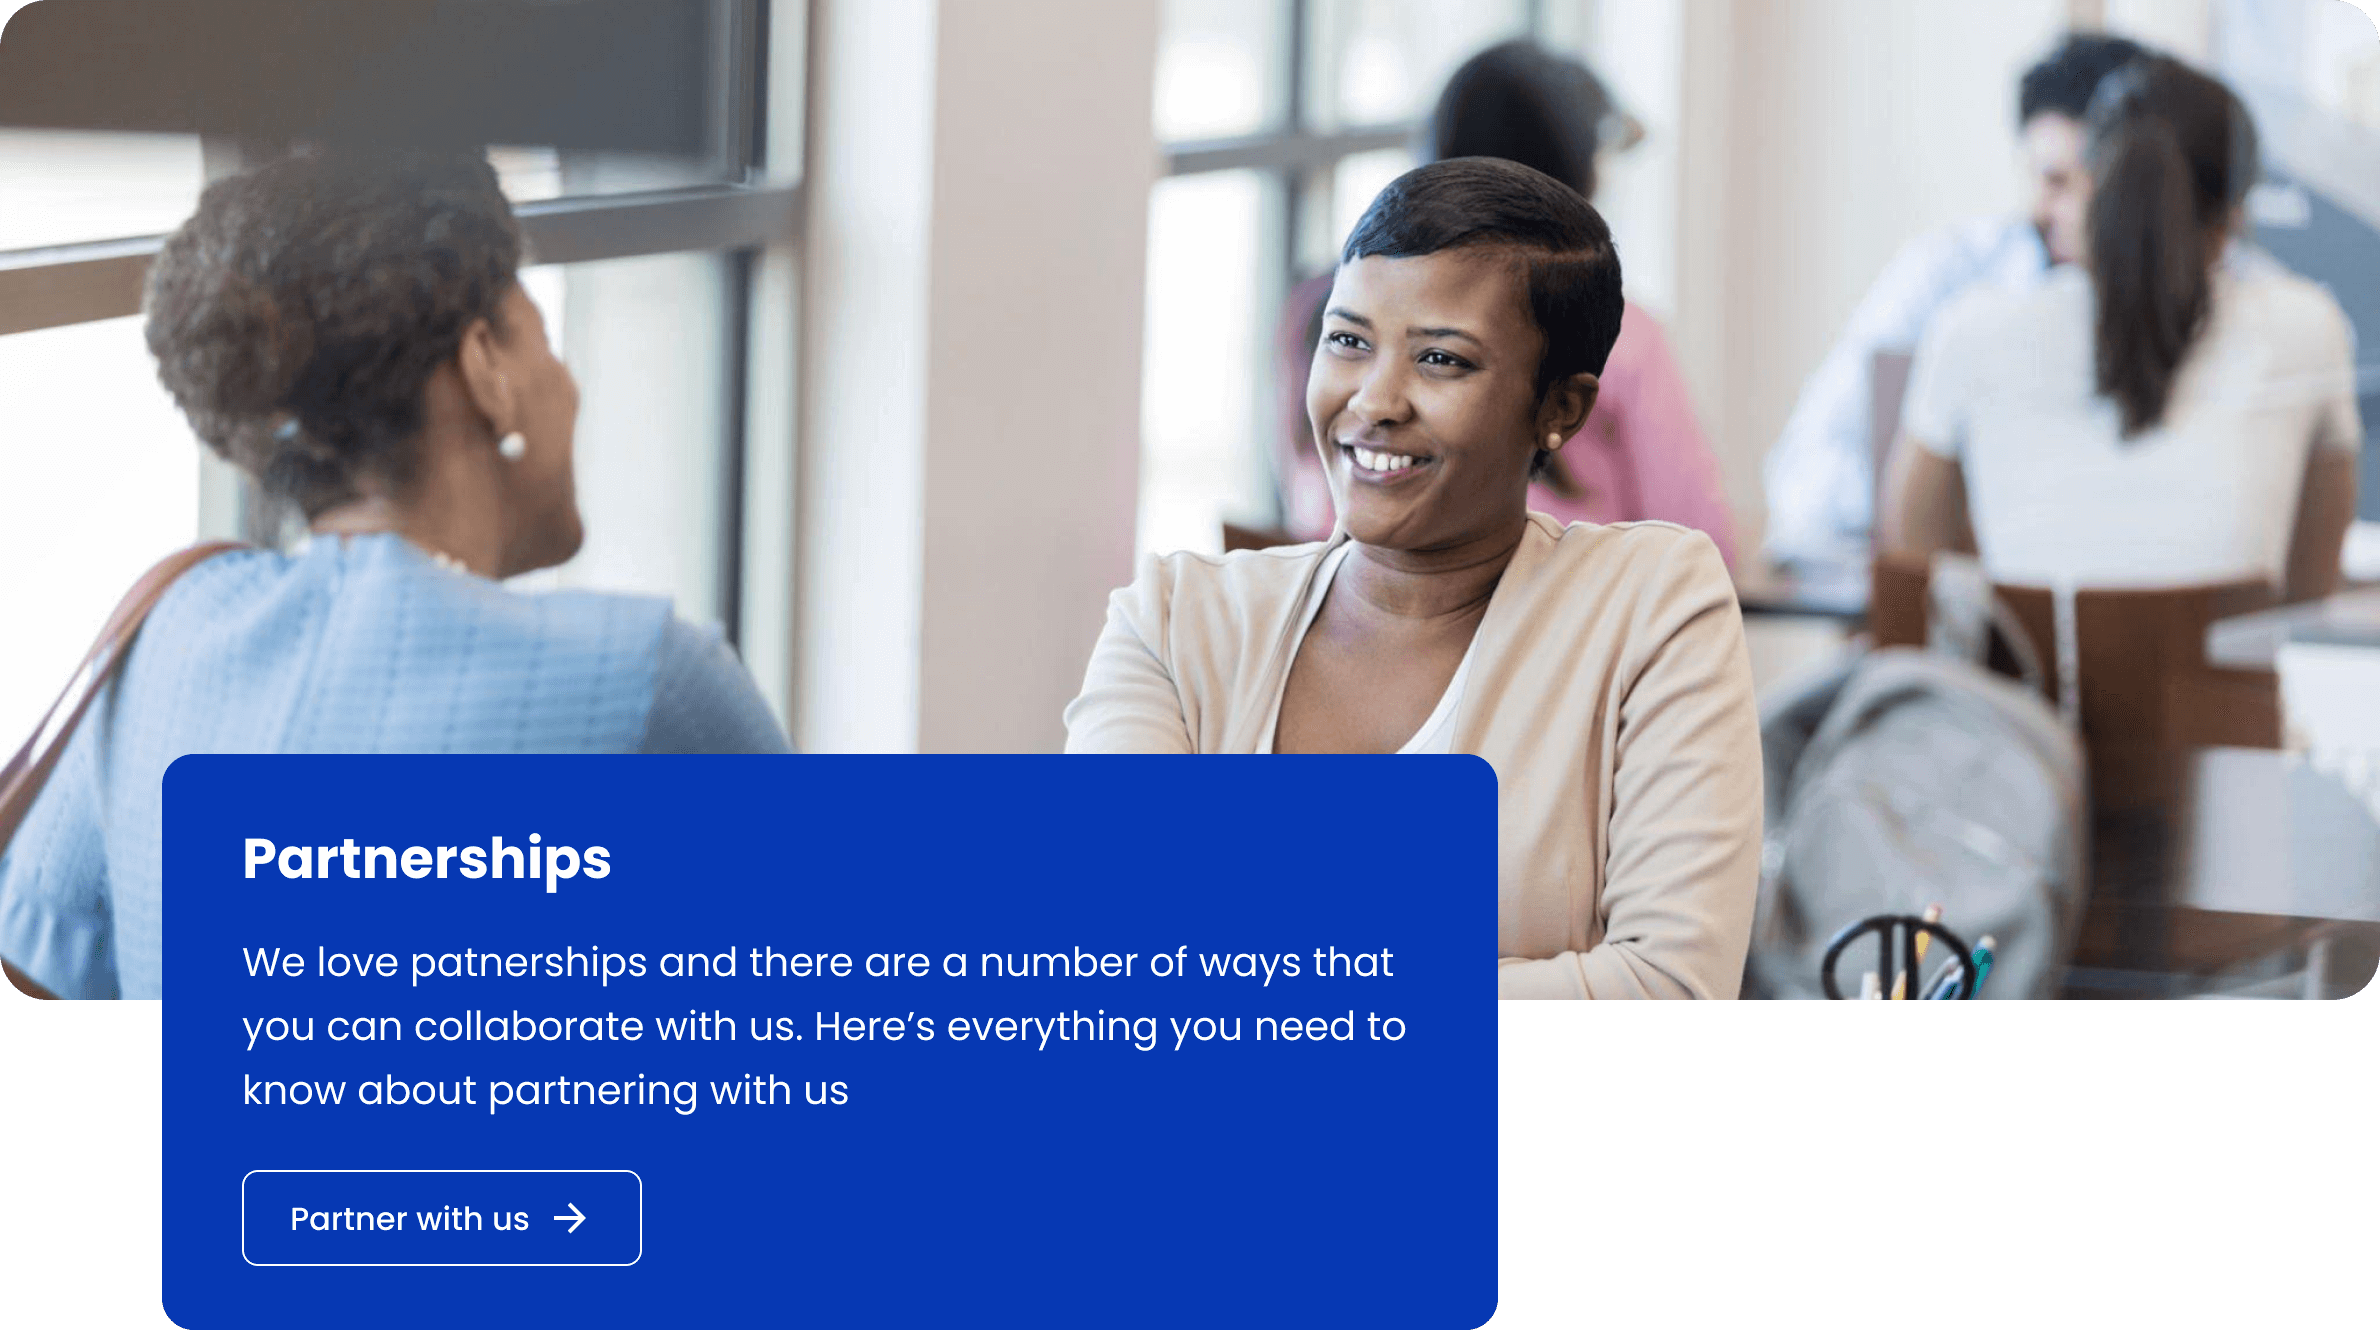 Partnerships
We love patnerships and there are a number of ways that
you can collaborate with us. Here’s everything you need to
know about partnering with us
Partner with us